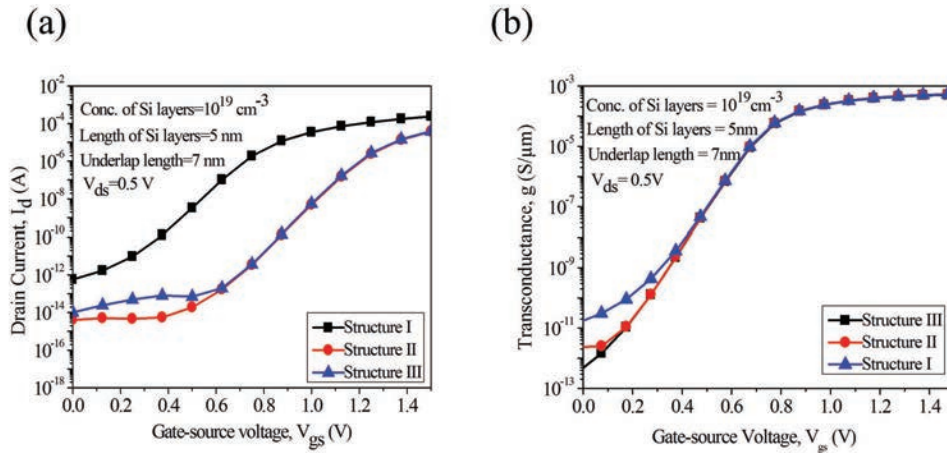 (a)
(b)
10⁻²
10⁻⁴
10⁻⁶
10⁻⁸
10⁻¹⁰
10⁻¹²
10⁻¹⁴
10⁻¹⁶
10⁻¹⁸
Drain Current, I_d (A)
Conc. of Si layers=10¹⁹ cm⁻³
Length of Si layers=5 nm
Underlap length=7 nm
V_ds=0.5 V
Structure I
Structure II
Structure III
0.0 0.2 0.4 0.6 0.8 1.0 1.2 1.4
Gate-source voltage, V_gs (V)
10⁻³
10⁻⁵
10⁻⁷
10⁻⁹
10⁻¹¹
10⁻¹³
Transconductance, g (S/μm)
Conc. of Si layers = 10¹⁹ cm⁻³
Length of Si layers = 5nm
Underlap length = 7nm
V_ds = 0.5V
Structure III
Structure II
Structure I
0.0 0.2 0.4 0.6 0.8 1.0 1.2 1.4
Gate-source Voltage, V_gs (V)